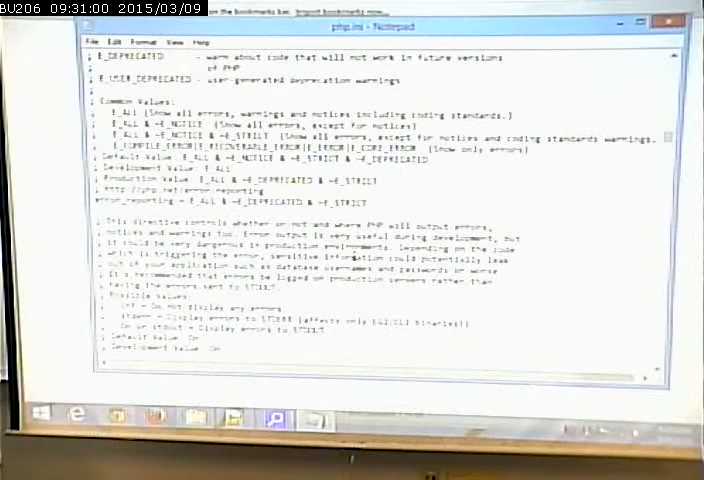 BU206 09:31:00 2015/03/09
on the bookmarks bar. Import bookmarks now...
php.ini - Notepad
File Edit Format View Help
; E_DEPRECATED - warn about code that will not work in future versions
; of PHP
; E_USER_DEPRECATED - user-generated deprecation warnings
;
; Common Values:
; E_ALL (Show all errors, warnings and notices including coding standards.)
; E_ALL & ~E_NOTICE (Show all errors, except for notices)
; E_ALL & ~E_NOTICE & ~E_STRICT (Show all errors, except for notices and coding standards warnings.)
; E_COMPILE_ERROR|E_RECOVERABLE_ERROR|E_ERROR|E_CORE_ERROR (Show only errors)
; Default Value: E_ALL & ~E_NOTICE & ~E_STRICT & ~E_DEPRECATED
; Development Value: E_ALL
; Production Value: E_ALL & ~E_DEPRECATED & ~E_STRICT
; http://php.net/error-reporting
error_reporting = E_ALL & ~E_DEPRECATED & ~E_STRICT
; This directive controls whether or not and where PHP will output errors,
; notices and warnings too. Error output is very useful during development, but
; it could be very dangerous in production environments. Depending on the code
; which is triggering the error, sensitive information could potentially leak
; out of your application such as database usernames and passwords or worse.
; It's recommended that errors be logged on production servers rather than
; having the errors sent to STDOUT.
; Possible Values:
; Off = Do not display any errors
; stderr = Display errors to STDERR (affects only CGI/CLI binaries!)
; On or stdout = Display errors to STDOUT
; Default Value: On
; Development Value: On